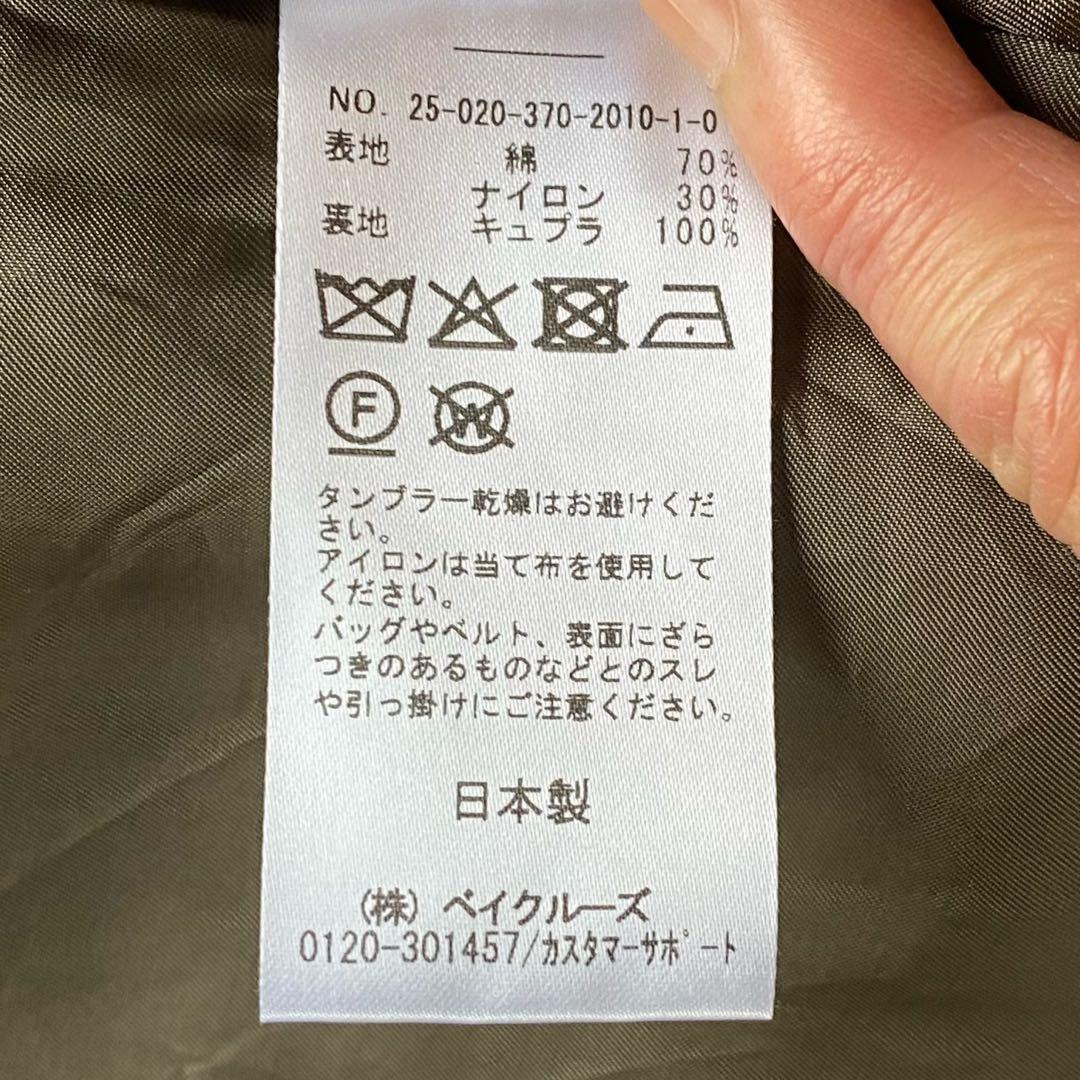 NO. 25-020-370-2010-1-0
表地 綿 70%
ナイロン 30%
裏地 キュプラ 100%
F
W
タンブラー乾燥はお避けくだ
さい。
アイロンは当て布を使用して
ください。
バッグやベルト、表面にざら
つきのあるものなどとのスレ
や引っ掛けにご注意ください。
日本製
(株) ベイクルーズ
0120-301457/カスタマーサポート